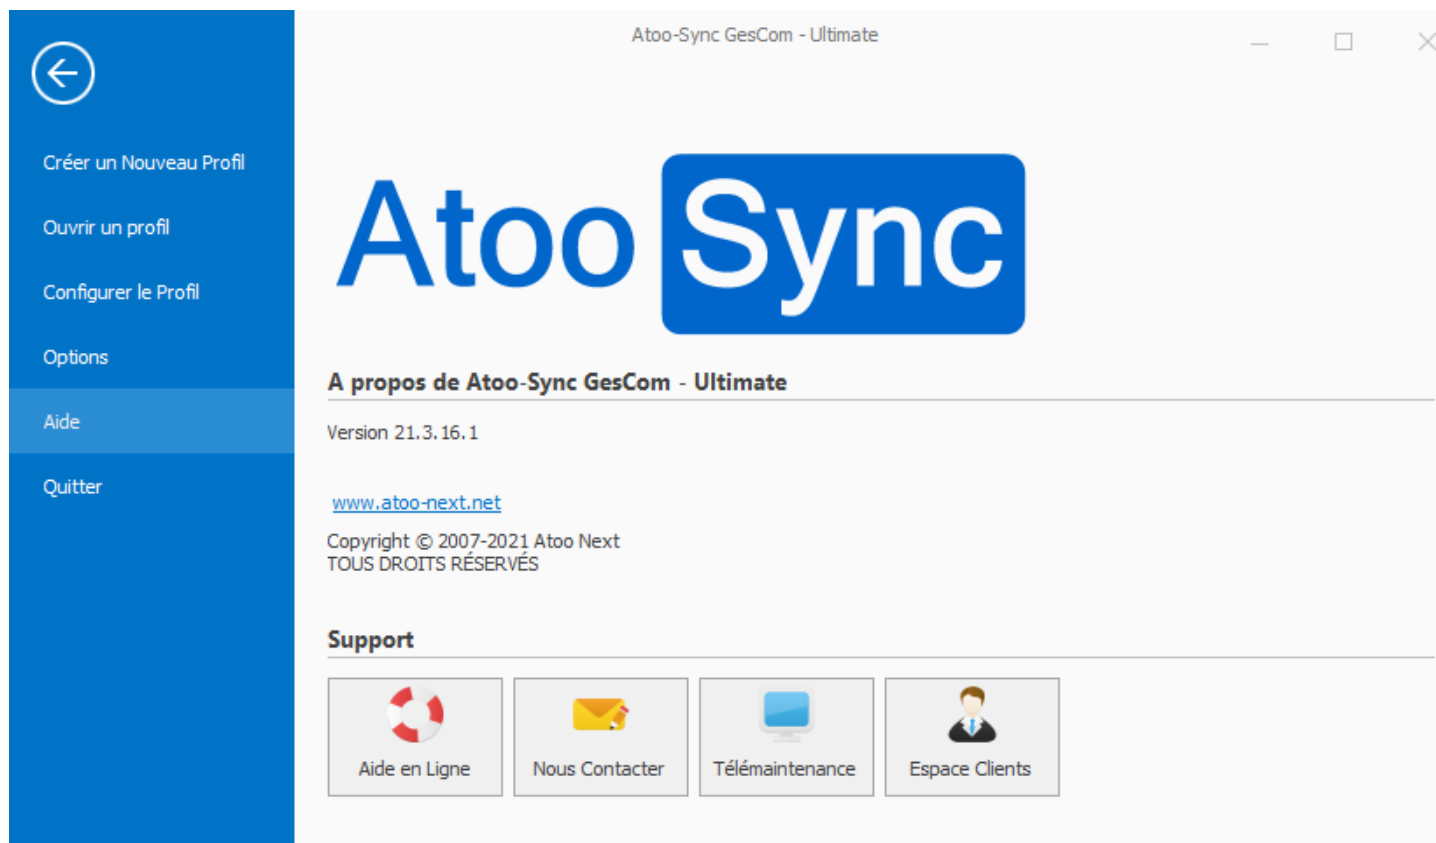 Atoo-Sync GesCom - Ultimate
Créer un Nouveau Profil
Ouvrir un profil
Configurer le Profil
Options
Aide
Quitter
Atoo Sync
A propos de Atoo-Sync GesCom - Ultimate
Version 21.3.16.1
www.atoo-next.net
Copyright © 2007-2021 Atoo Next
TOUS DROITS RÉSERVÉS
Support
Aide en Ligne
Nous Contacter
Télémaintenance
Espace Clients